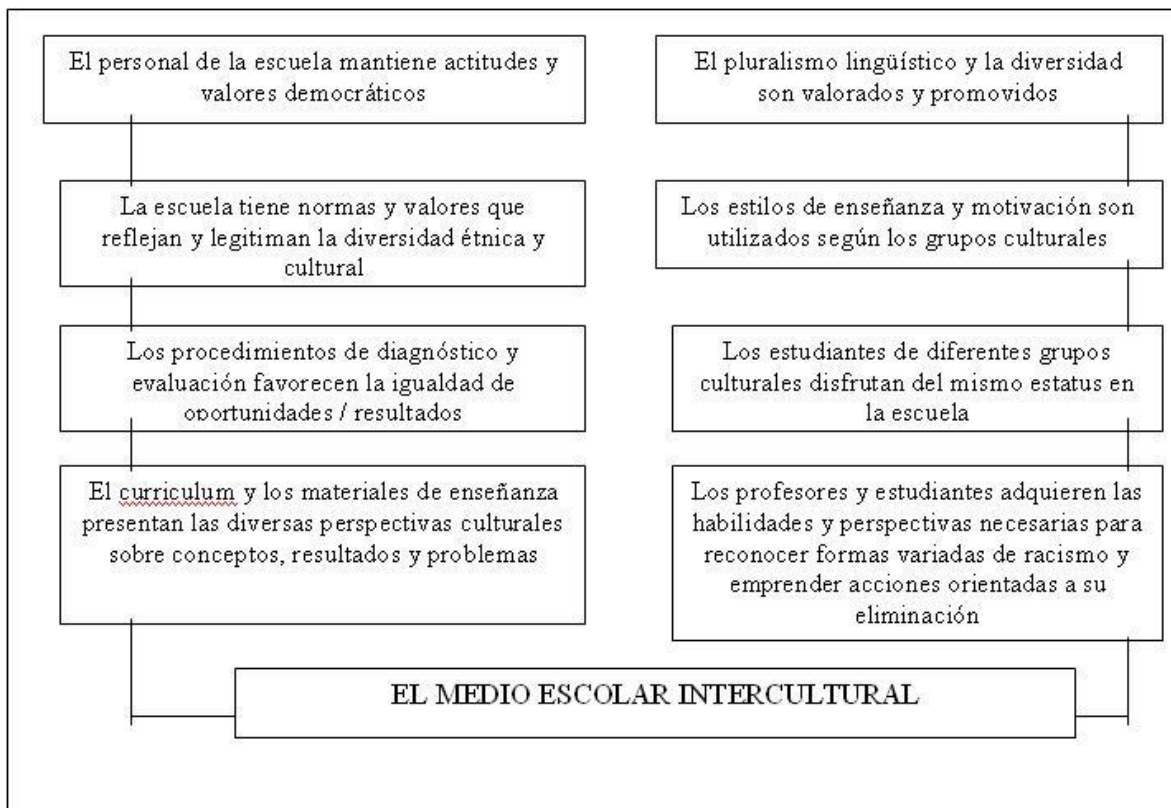 El personal de la escuela mantiene actitudes y
valores democráticos
La escuela tiene normas y valores que
reflejan y legitiman la diversidad étnica y
cultural
Los procedimientos de diagnóstico y
evaluación favorecen la igualdad de
oportunidades / resultados
El curriculum y los materiales de enseñanza
presentan las diversas perspectivas culturales
sobre conceptos, resultados y problemas
El pluralismo lingüístico y la diversidad
son valorados y promovidos
Los estilos de enseñanza y motivación son
utilizados según los grupos culturales
Los estudiantes de diferentes grupos
culturales disfrutan del mismo estatus en
la escuela
Los profesores y estudiantes adquieren las
habilidades y perspectivas necesarias para
reconocer formas variadas de racismo y
emprender acciones orientadas a su
eliminación
EL MEDIO ESCOLAR INTERCULTURAL